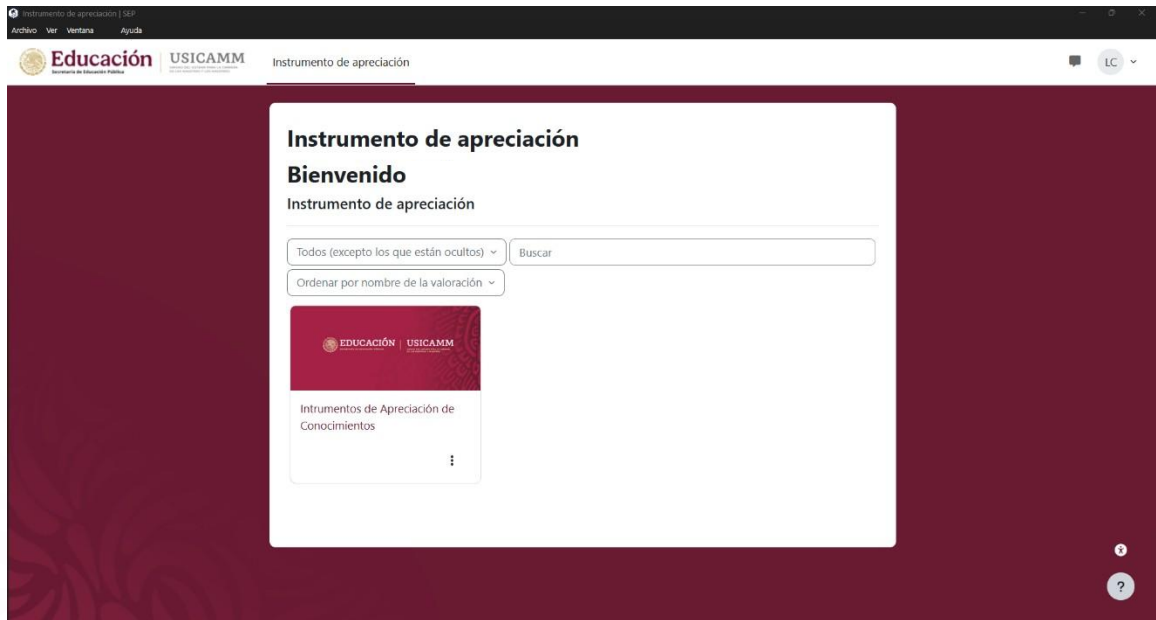 Instrumento de apreciación | SEP
Archivo Ver Ventana Ayuda
Educación
Secretaría de Educación Pública
USICAMM
Instrumento de apreciación
LC
Instrumento de apreciación
Bienvenido
Instrumento de apreciación
Todos (excepto los que están ocultos)
Buscar
Ordenar por nombre de la valoración
EDUCACIÓN | USICAMM
Intrumentos de Apreciación de
Conocimientos
?